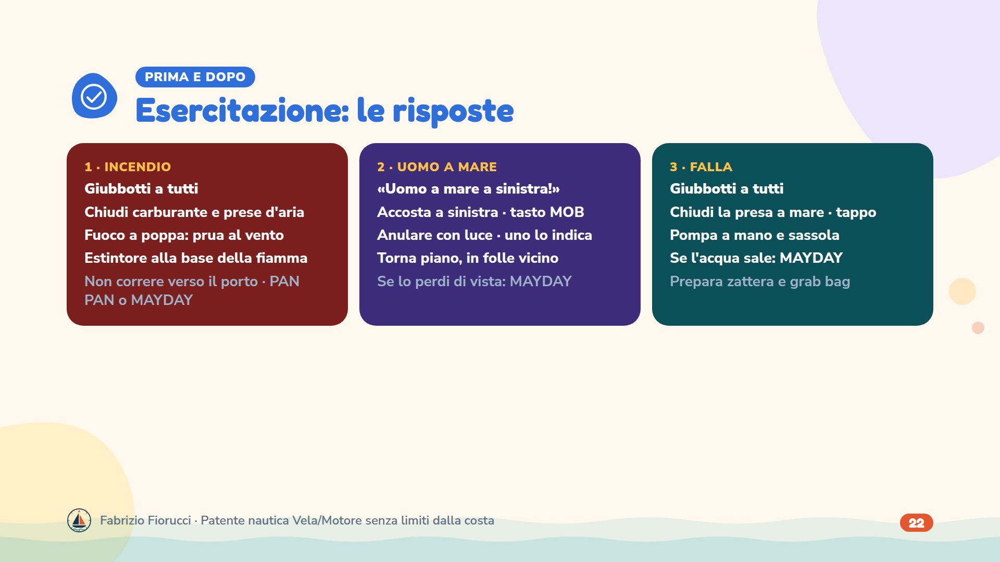 PRIMA E DOPO
Esercitazione: le risposte
1 · INCENDIO
Giubbotti a tutti
Chiudi carburante e prese d'aria
Fuoco a poppa: prua al vento
Estintore alla base della fiamma
Non correre verso il porto · PAN
PAN o MAYDAY
2 · UOMO A MARE
«Uomo a mare a sinistra!»
Accosta a sinistra · tasto MOB
Anulare con luce · uno lo indica
Torna piano, in folle vicino
Se lo perdi di vista: MAYDAY
3 · FALLA
Giubbotti a tutti
Chiudi la presa a mare · tappo
Pompa a mano e sassola
Se l'acqua sale: MAYDAY
Prepara zattera e grab bag
Fabrizio Fiorucci · Patente nautica Vela/Motore senza limiti dalla costa
22